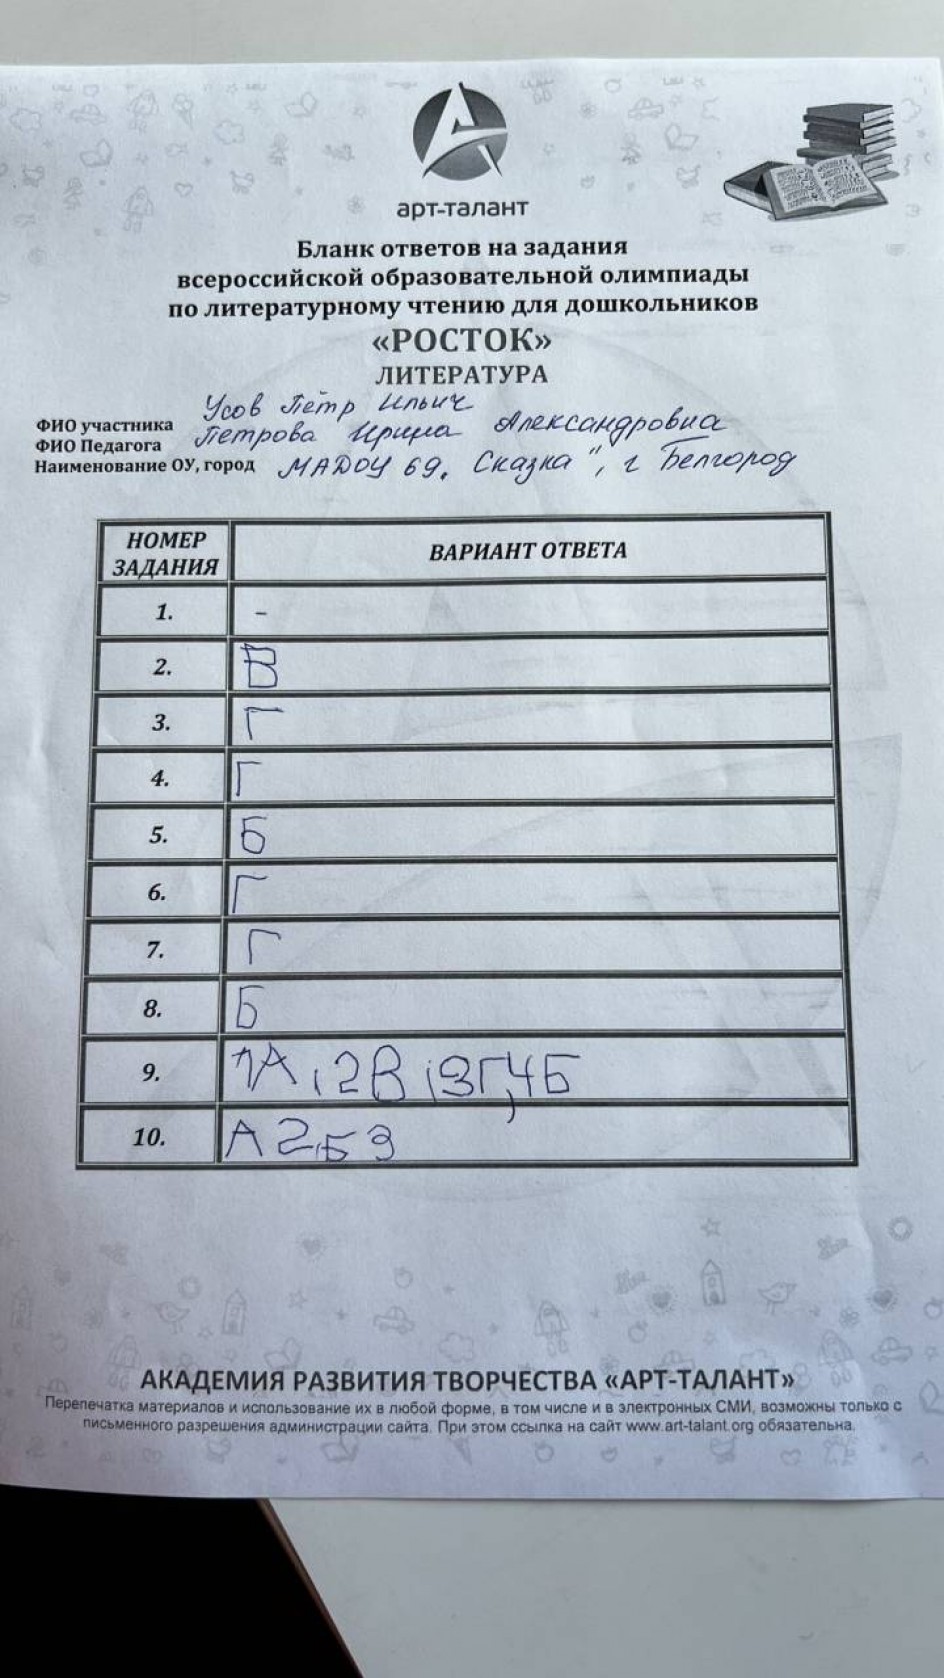 арт-талант
Бланк ответов на задания
всероссийской образовательной олимпиады
по литературному чтению для дошкольников
«РОСТОК»
ЛИТЕРАТУРА
ФИО участника Усов Пётр Ильич
ФИО Педагога Петрова Ирина Александровна
Наименование ОУ, город МАДОУ 69 „Сказка", г Белгород
НОМЕР ЗАДАНИЯ ВАРИАНТ ОТВЕТА
1. -
2. В
3. Г
4. Г
5. Б
6. Г
7. Г
8. Б
9. 1А, 2В, 3Г, 4Б
10. А2, Б3
АКАДЕМИЯ РАЗВИТИЯ ТВОРЧЕСТВА «АРТ-ТАЛАНТ»
Перепечатка материалов и использование их в любой форме, в том числе и в электронных СМИ, возможны только с
письменного разрешения администрации сайта. При этом ссылка на сайт www.art-talant.org обязательна.